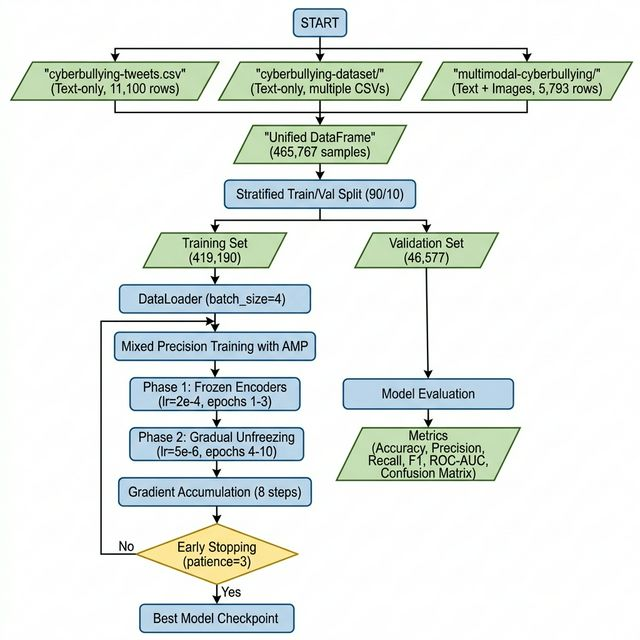 START
"cyberbullying-tweets.csv"
(Text-only, 11,100 rows)
"cyberbullying-dataset/"
(Text-only, multiple CSVs)
"multimodal-cyberbullying/"
(Text + Images, 5,793 rows)
"Unified DataFrame"
(465,767 samples)
Stratified Train/Val Split (90/10)
Training Set
(419,190)
Validation Set
(46,577)
DataLoader (batch_size=4)
Mixed Precision Training with AMP
Phase 1: Frozen Encoders
(lr=2e-4, epochs 1-3)
Model Evaluation
Phase 2: Gradual Unfreezing
(lr=5e-6, epochs 4-10)
Metrics
(Accuracy, Precision,
Recall, F1, ROC-AUC,
Confusion Matrix)
Gradient Accumulation (8 steps)
No
Early Stopping
(patience=3)
Yes
Best Model Checkpoint